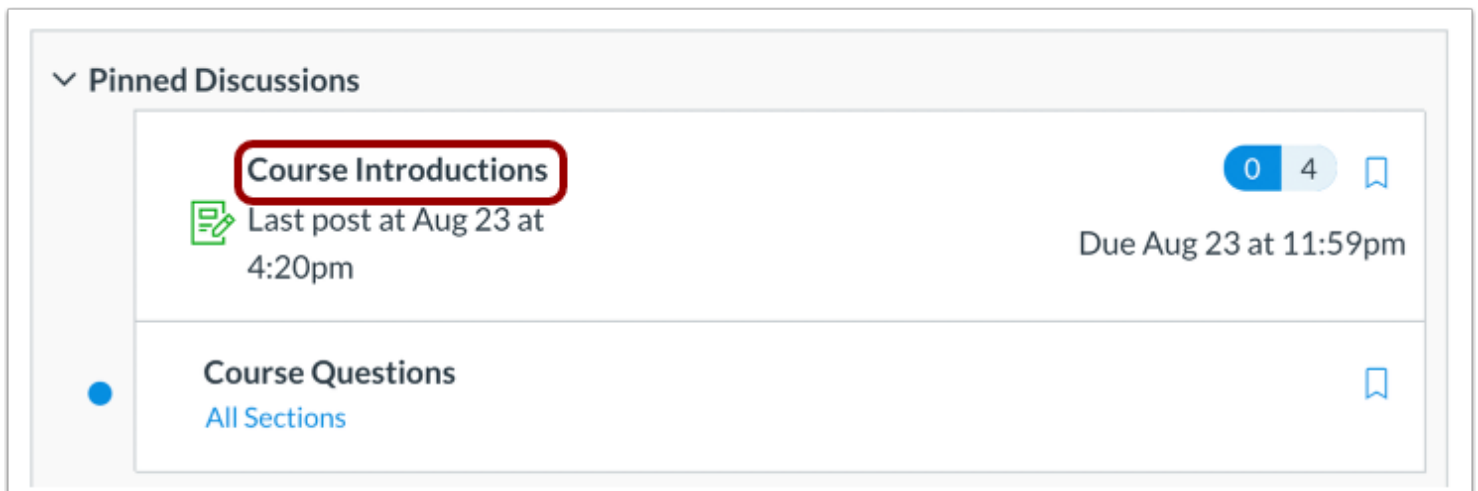 Pinned Discussions
Course Introductions
0 4
Last post at Aug 23 at
4:20pm
Due Aug 23 at 11:59pm
Course Questions
All Sections